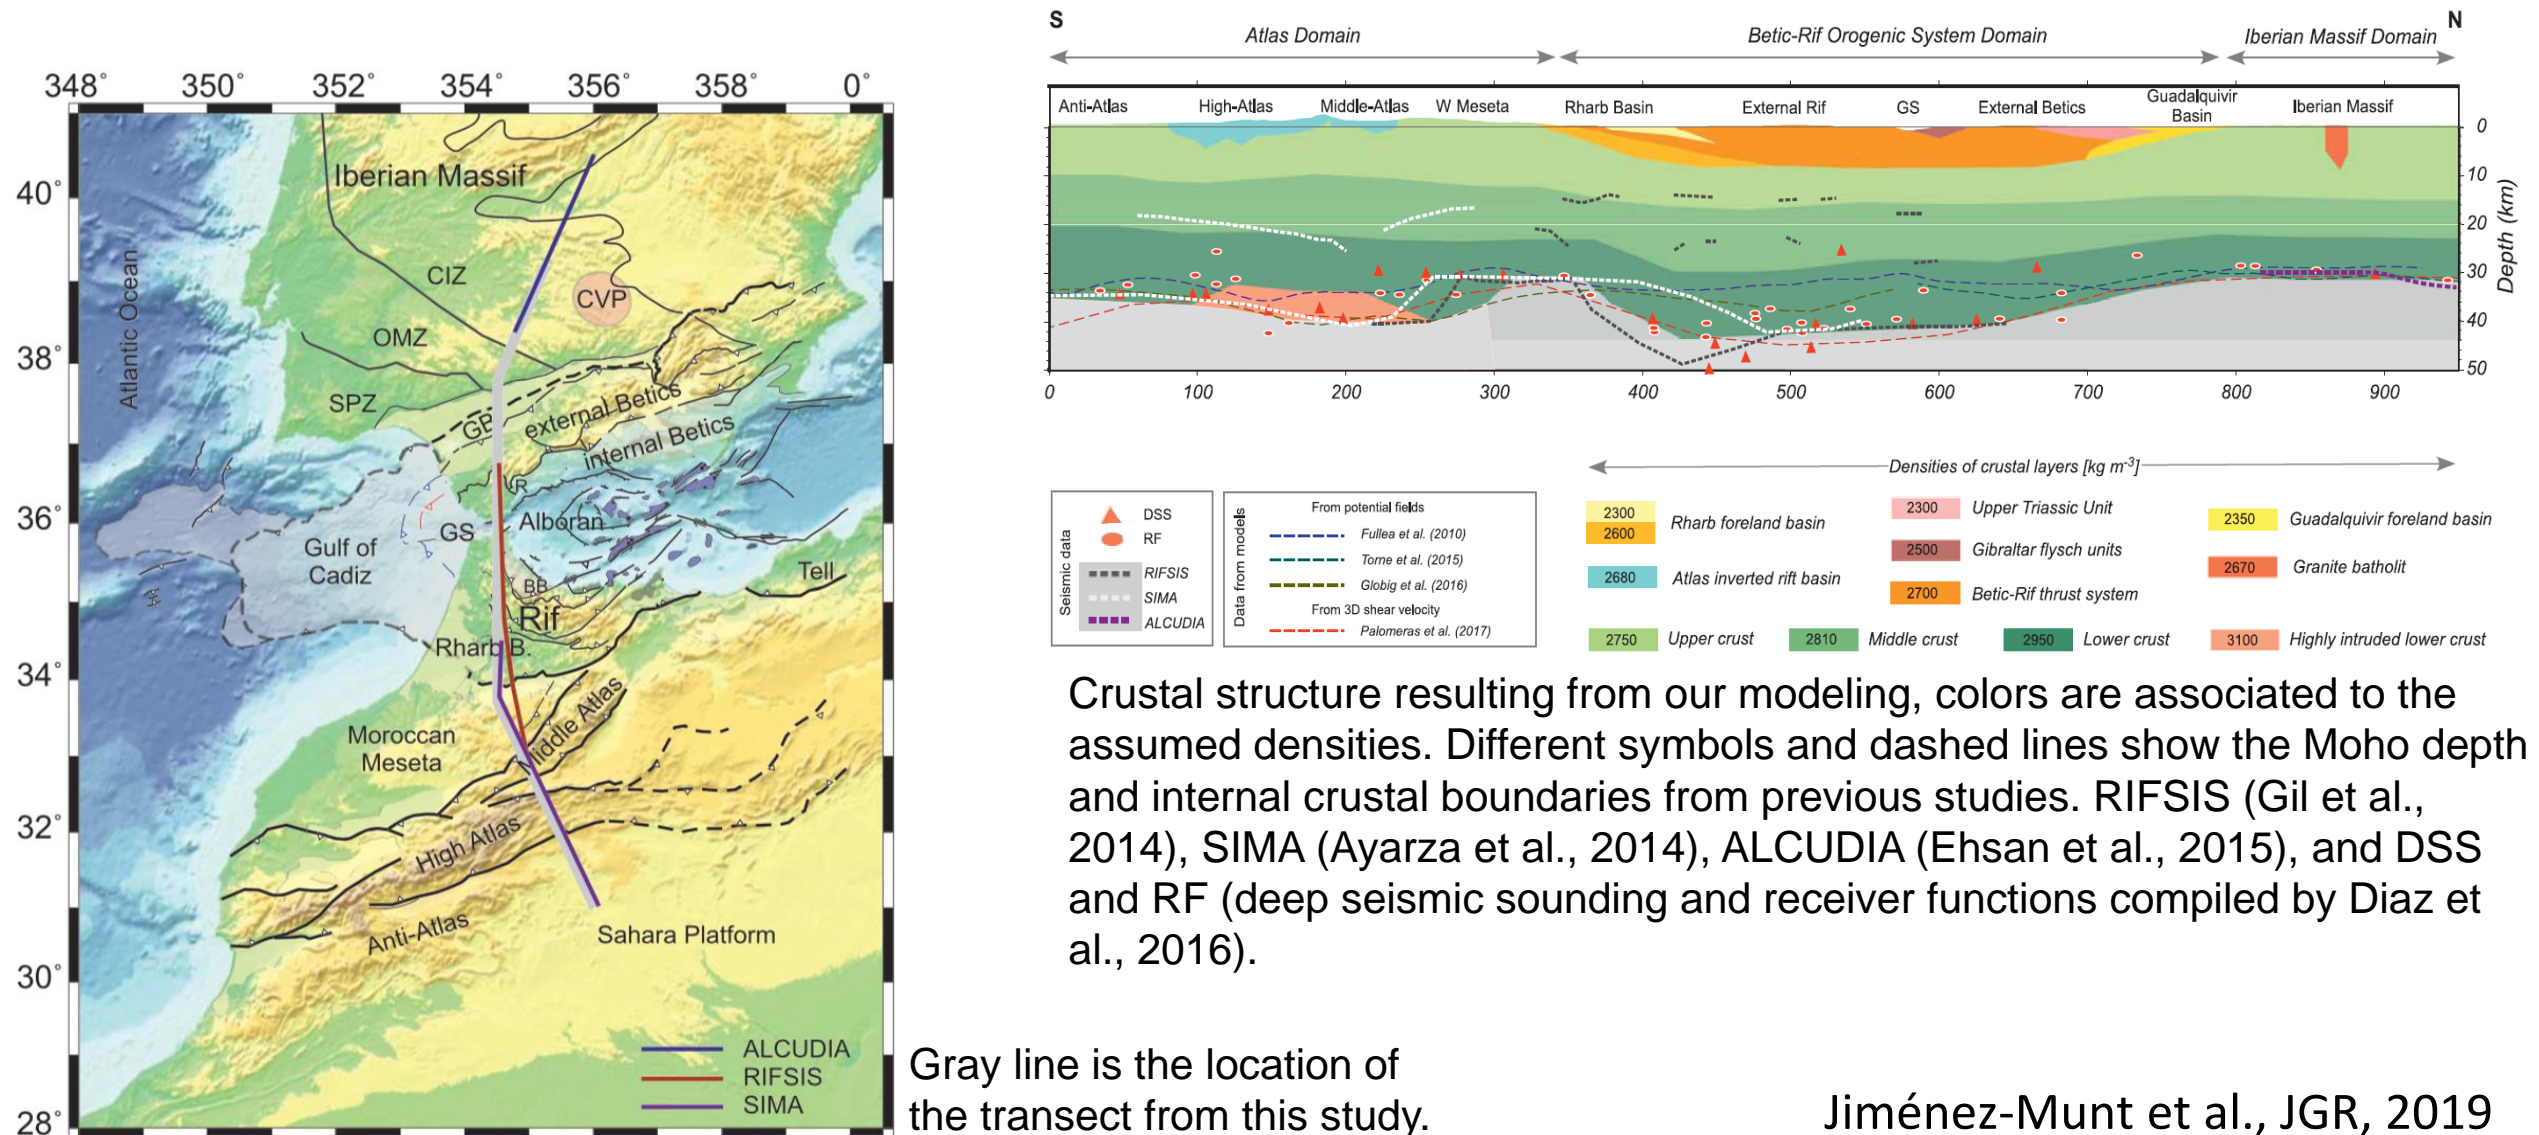 348° 350° 352° 354° 356° 358° 0°
40°
38°
36°
34°
32°
30°
28°
Iberian Massif
Atlantic Ocean
CIZ
CVP
OMZ
SPZ
GB
external Betics
internal Betics
R
Alboran
GS
Gulf of
Cadiz
BB
Tell
Rif
Rharb B.
Middle Atlas
Moroccan
Meseta
High Atlas
Anti-Atlas
Sahara Platform
ALCUDIA
RIFSIS
SIMA
S N
Atlas Domain Betic-Rif Orogenic System Domain Iberian Massif Domain
Anti-Atlas High-Atlas Middle-Atlas W Meseta Rharb Basin External Rif GS External Betics Guadalquivir Basin Iberian Massif
0
10
20
30
40
50
Depth (km)
0 100 200 300 400 500 600 700 800 900
Seismic data
DSS
RF
RIFSIS
SIMA
ALCUDIA
Data from models
From potential fields
Fullea et al. (2010)
Torne et al. (2015)
Globig et al. (2016)
From 3D shear velocity
Palomeras et al. (2017)
Densities of crustal layers [kg m-3]
2300
2600
Rharb foreland basin
2680 Atlas inverted rift basin
2300 Upper Triassic Unit
2500 Gibraltar flysch units
2700 Betic-Rif thrust system
2350 Guadalquivir foreland basin
2670 Granite batholit
2750 Upper crust 2810 Middle crust 2950 Lower crust 3100 Highly intruded lower crust
Crustal structure resulting from our modeling, colors are associated to the
assumed densities. Different symbols and dashed lines show the Moho depth
and internal crustal boundaries from previous studies. RIFSIS (Gil et al.,
2014), SIMA (Ayarza et al., 2014), ALCUDIA (Ehsan et al., 2015), and DSS
and RF (deep seismic sounding and receiver functions compiled by Diaz et
al., 2016).
Gray line is the location of
the transect from this study.
Jiménez-Munt et al., JGR, 2019